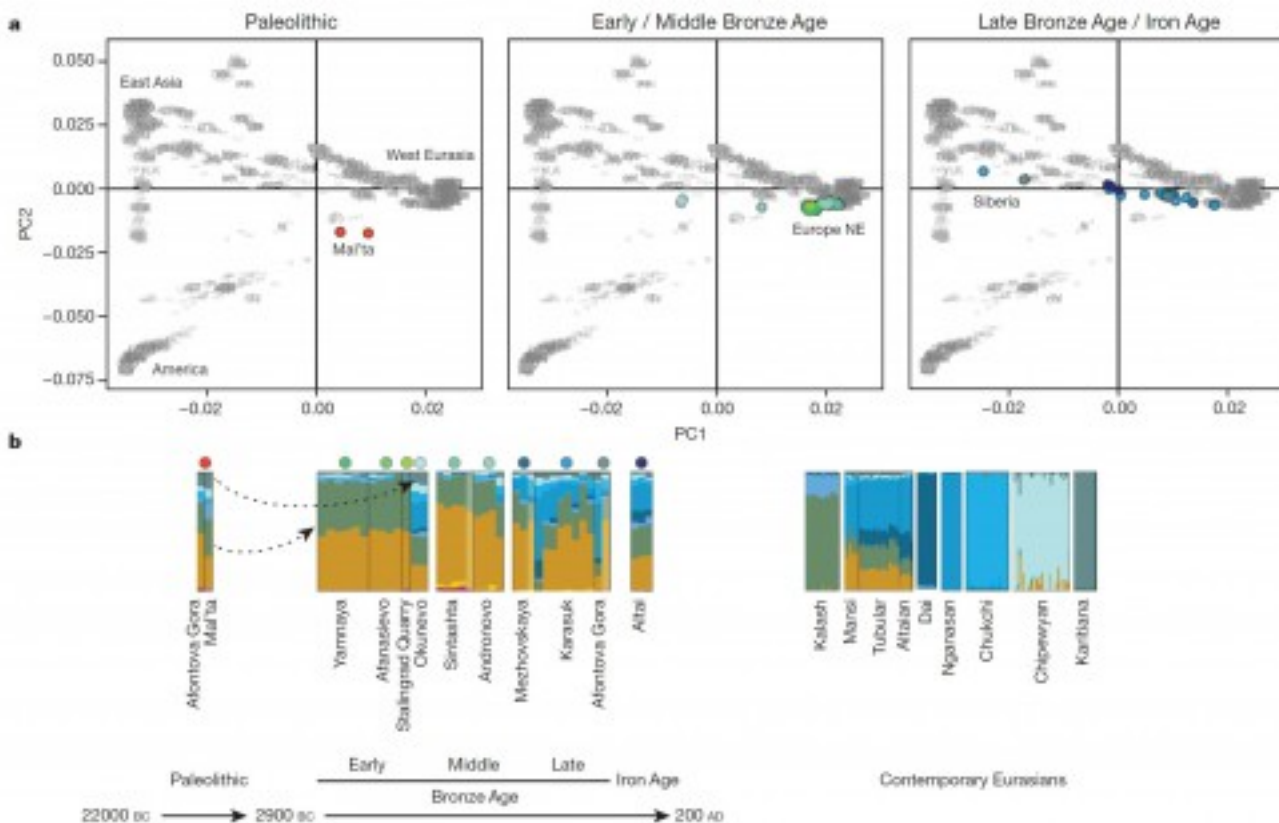 a
Paleolithic
Early / Middle Bronze Age
Late Bronze Age / Iron Age
0.050
0.025
0.000
−0.025
−0.050
−0.075
PC2
East Asia
West Eurasia
Mal'ta
America
Europe NE
Siberia
−0.02 0.00 0.02
−0.02 0.00 0.02
−0.02 0.00 0.02
PC1
b
Afontova Gora
Mal'ta
Yamnaya
Afanasievo
Stalingrad Quarry
Okunevo
Sintashta
Andronovo
Mezhovskaya
Karasuk
Afontova Gora
Altai
Kalash
Mansi
Tubular
Altaian
Dai
Nganasan
Chukchi
Chipewyan
Karitiana
Paleolithic
Early
Middle
Late
Iron Age
Bronze Age
Contemporary Eurasians
22000 BC
2900 BC
200 AD